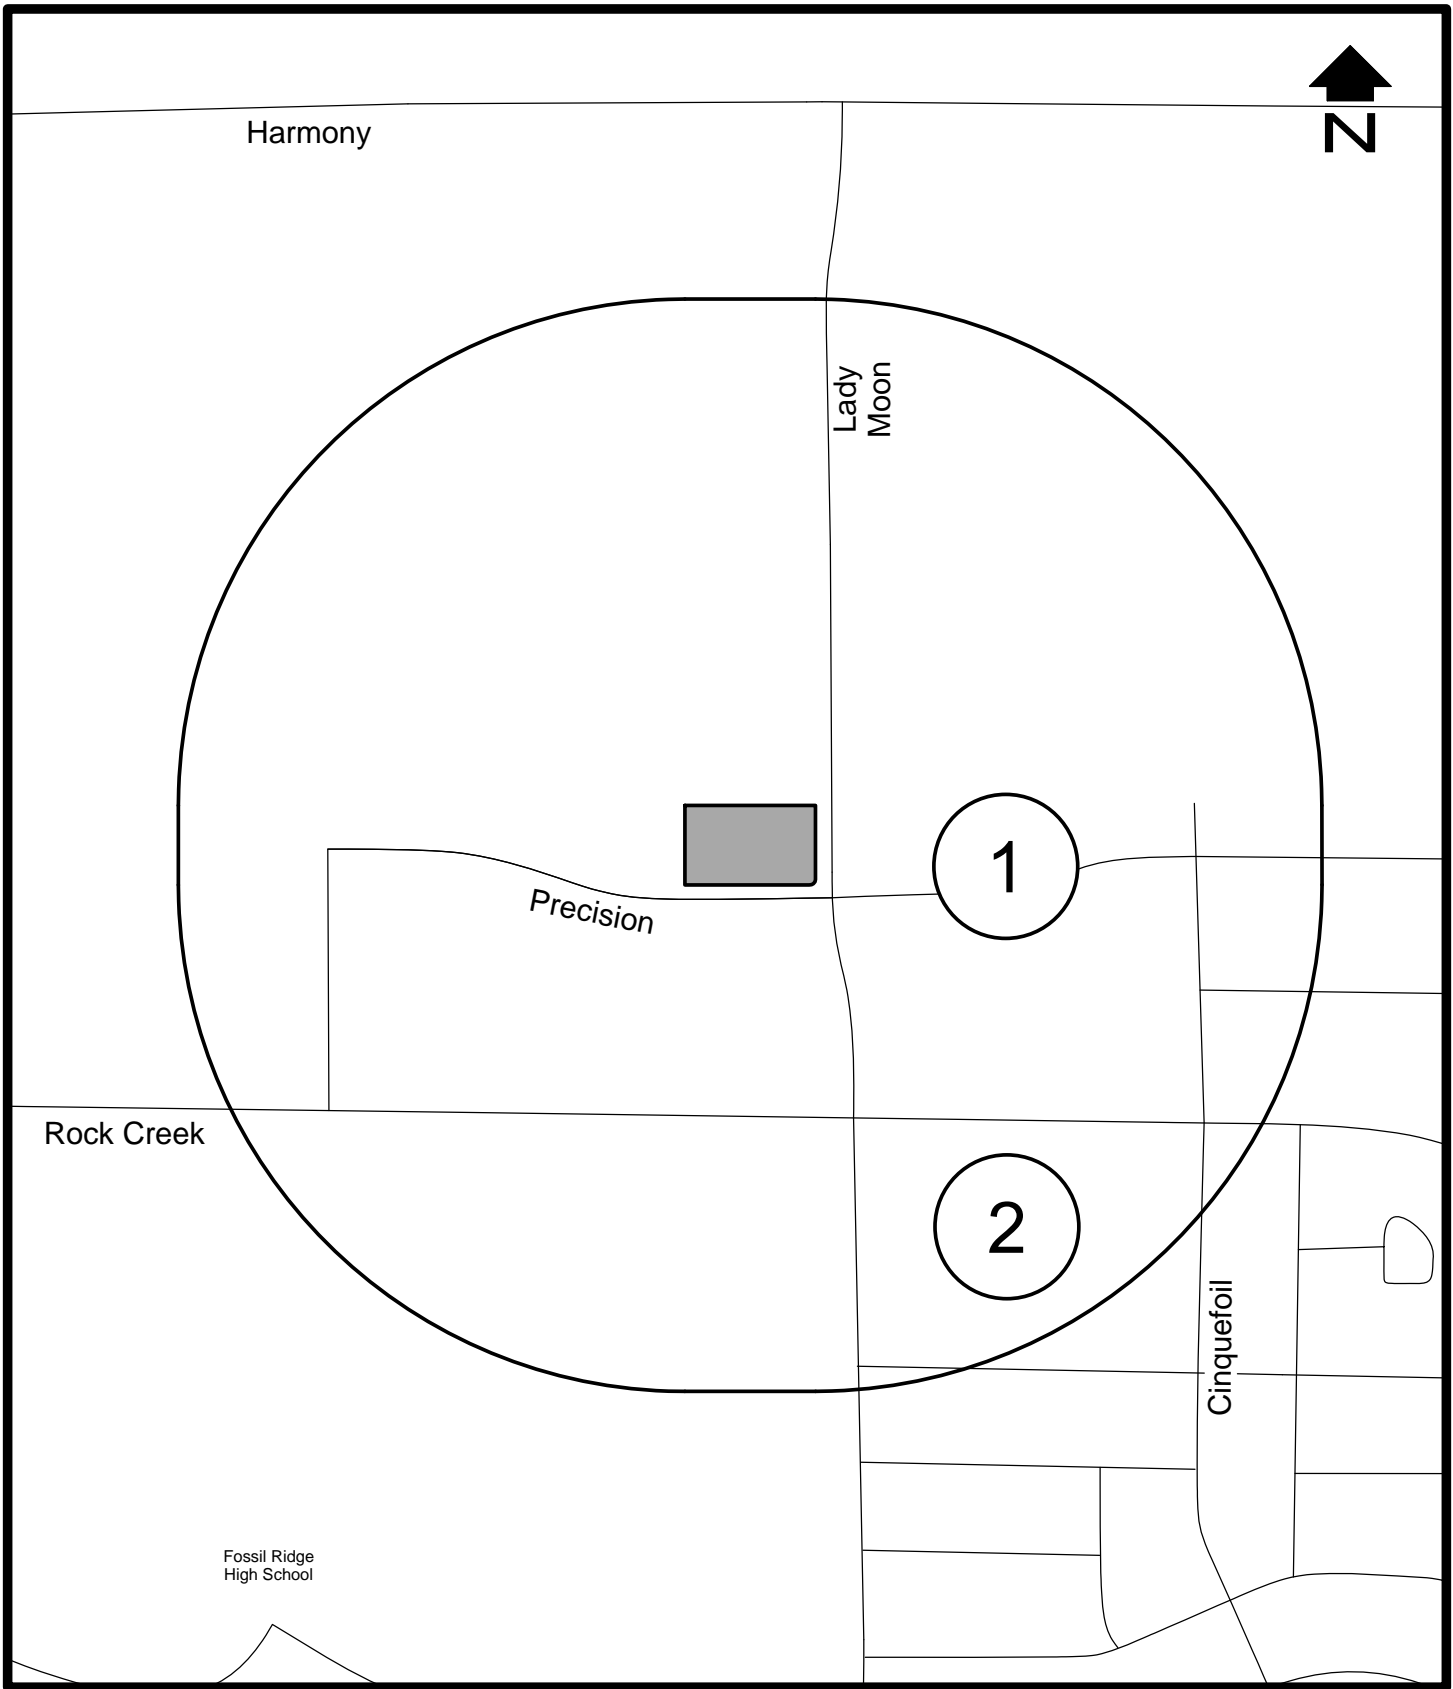 N
Harmony
Lady
Moon
1
Precision
Rock Creek
2
Cinquefoil
Fossil Ridge
High School